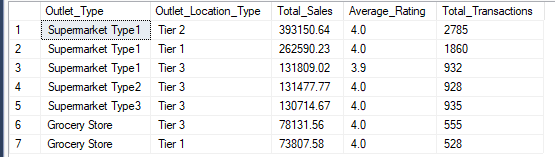 Outlet_Type Outlet_Location_Type Total_Sales Average_Rating Total_Transactions
1 Supermarket Type1 Tier 2 393150.64 4.0 2785
2 Supermarket Type1 Tier 1 262590.23 4.0 1860
3 Supermarket Type1 Tier 3 131809.02 3.9 932
4 Supermarket Type2 Tier 3 131477.77 4.0 928
5 Supermarket Type3 Tier 3 130714.67 4.0 935
6 Grocery Store Tier 3 78131.56 4.0 555
7 Grocery Store Tier 1 73807.58 4.0 528